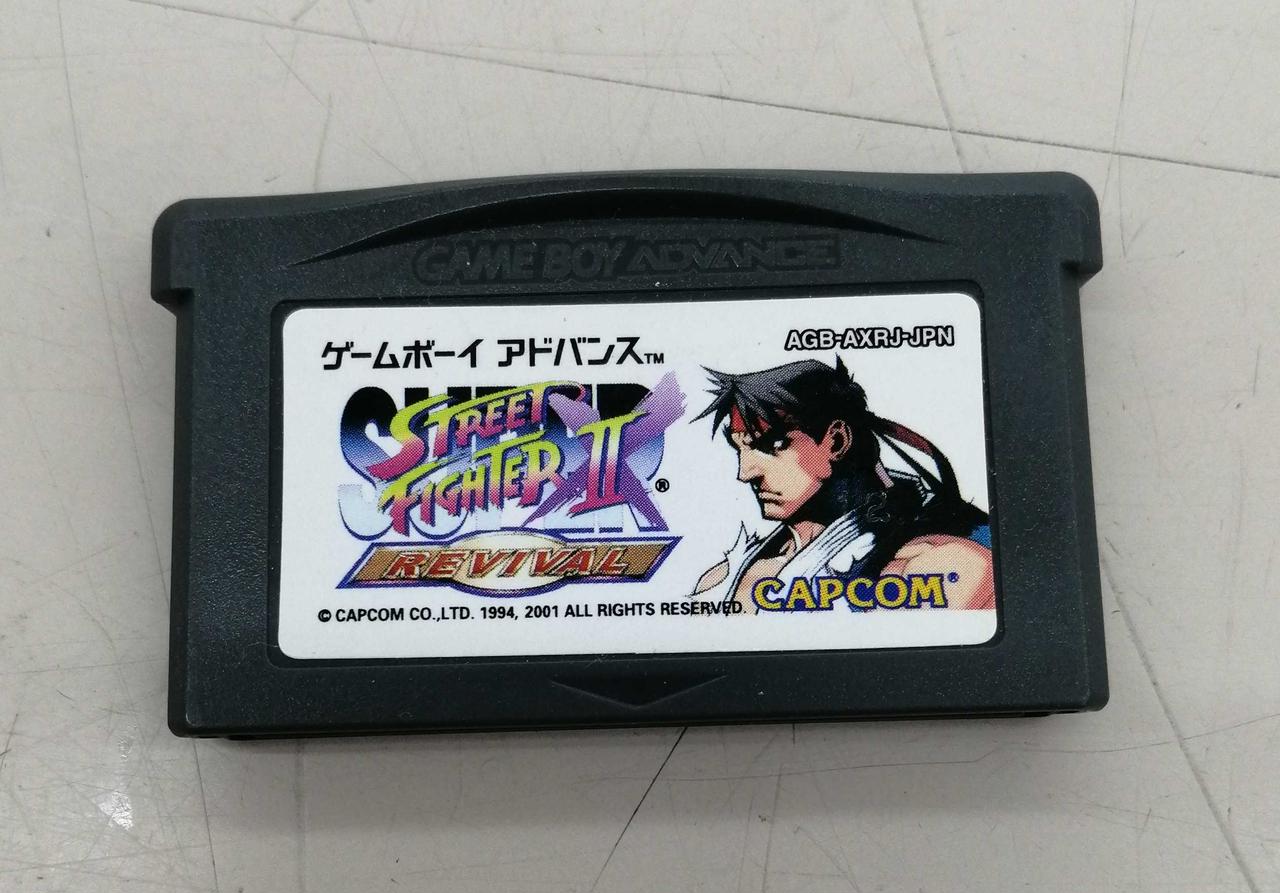 GAME BOY ADVANCE
ゲームボーイ アドバンス™
AGB-AXRJ-JPN
SUPER
STREET
FIGHTER II X®
REVIVAL
© CAPCOM CO.,LTD. 1994, 2001 ALL RIGHTS RESERVED.
CAPCOM®